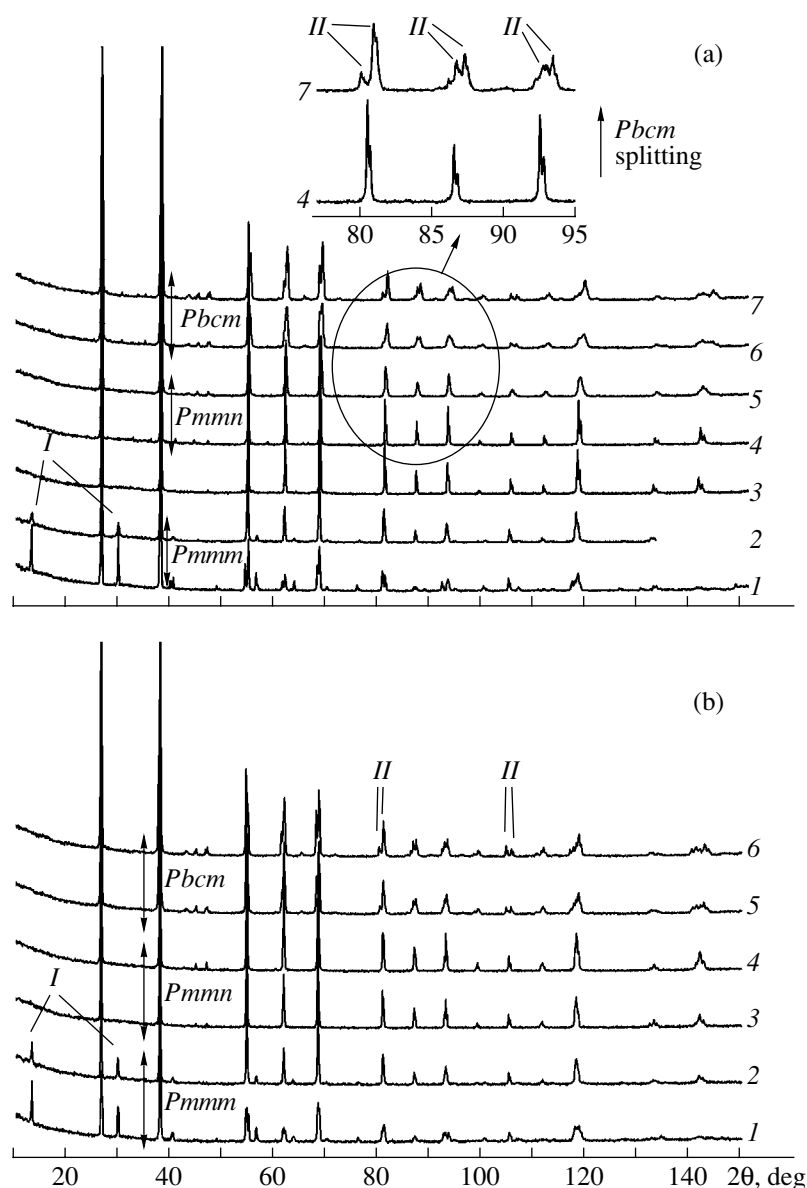 II II II (a)
7
Pbcm
splitting
4
80 85 90 95
7
Pbcm
6
Pmmn
5
I
4
3
2
Pmmm
1
(b)
II II
6
Pbcm
5
4
I
Pmmn
3
2
Pmmm
1
20 40 60 80 100 120 140 2θ, deg